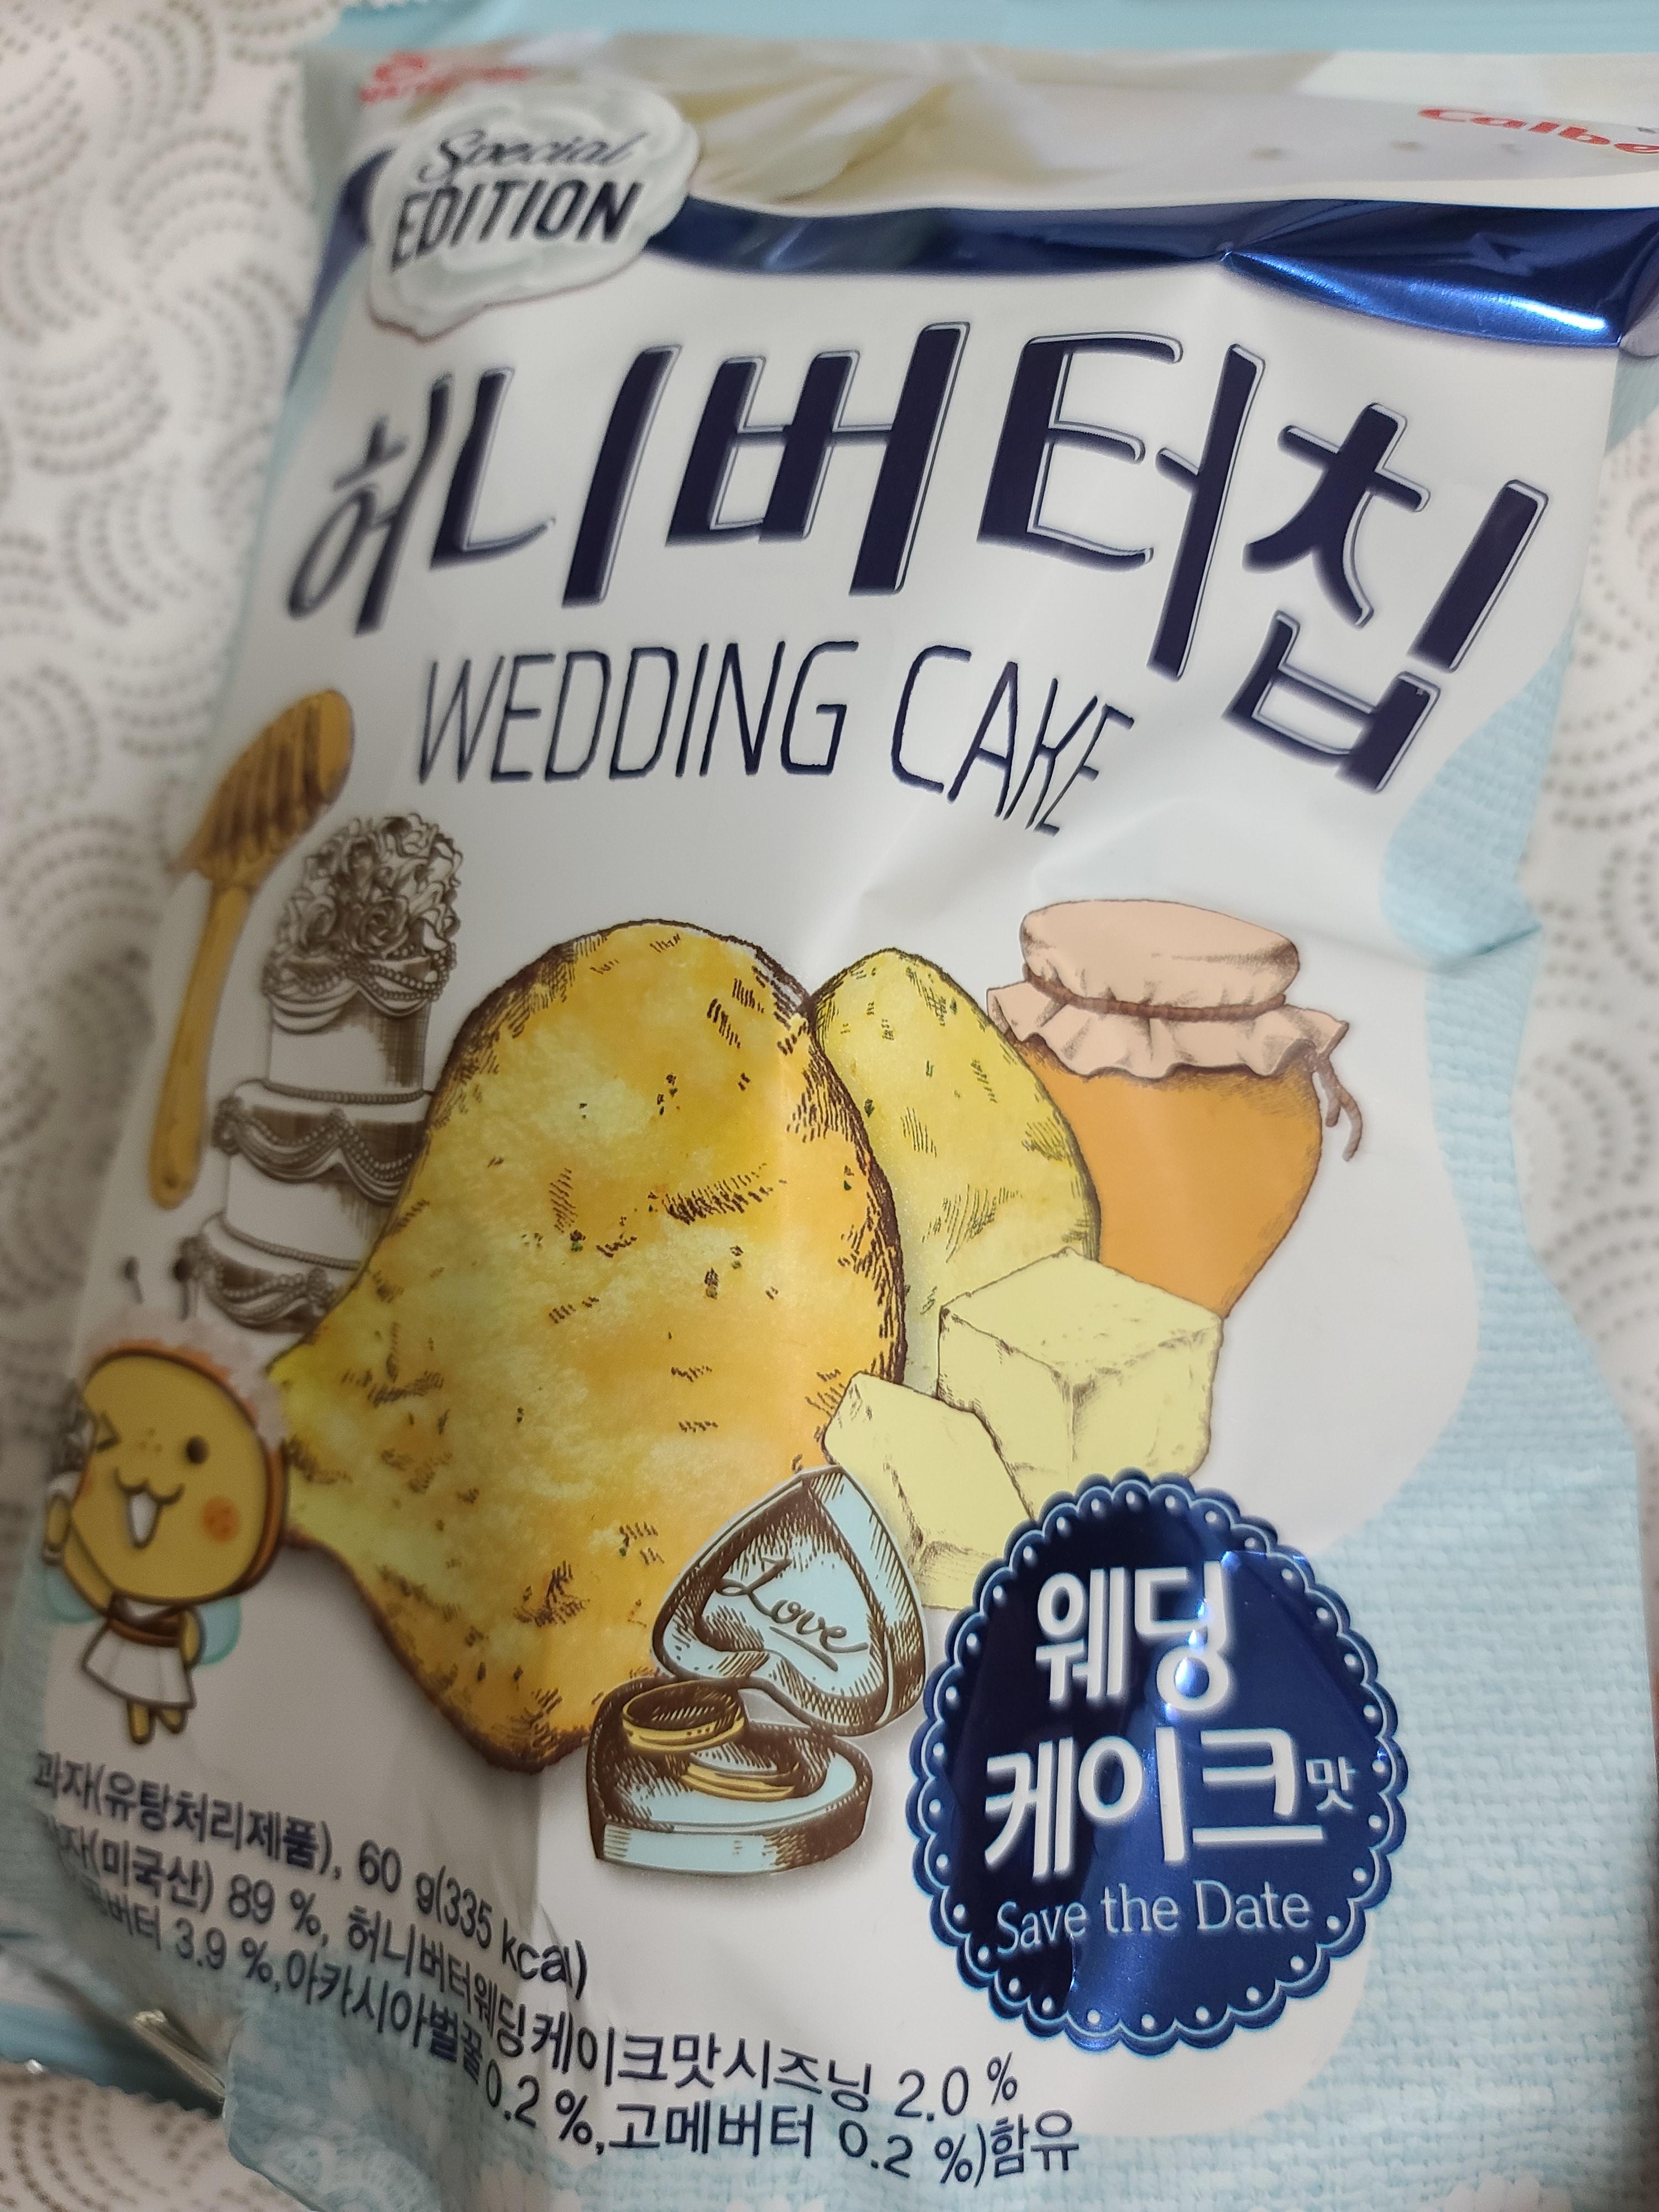 Special
EDITION
허니버터칩
WEDDING CAKE
Love
웨딩
케이크맛
Save the Date
과자(유탕처리제품), 60 g(335 kcal)
(미국산) 89 %, 허니버터웨딩케이크맛시즈닝 2.0 %
3.9 %,아카시아벌꿀0.2 %,고메버터 0.2 %)함유